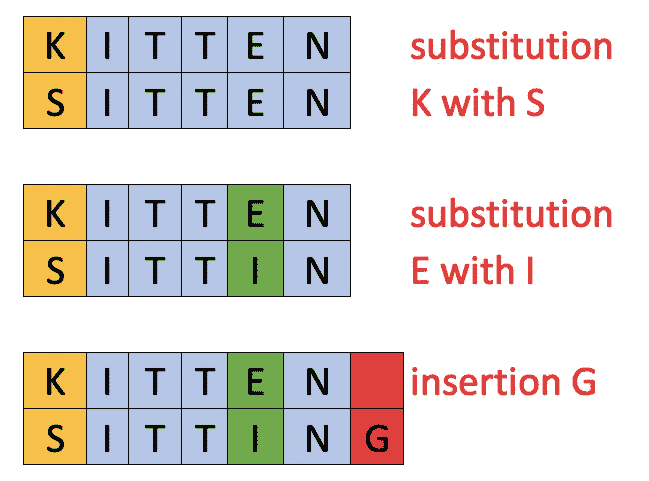 K I T T E N substitution
S I T T E N K with S
K I T T E N substitution
S I T T I N E with I
K I T T E N insertion G
S I T T I N G